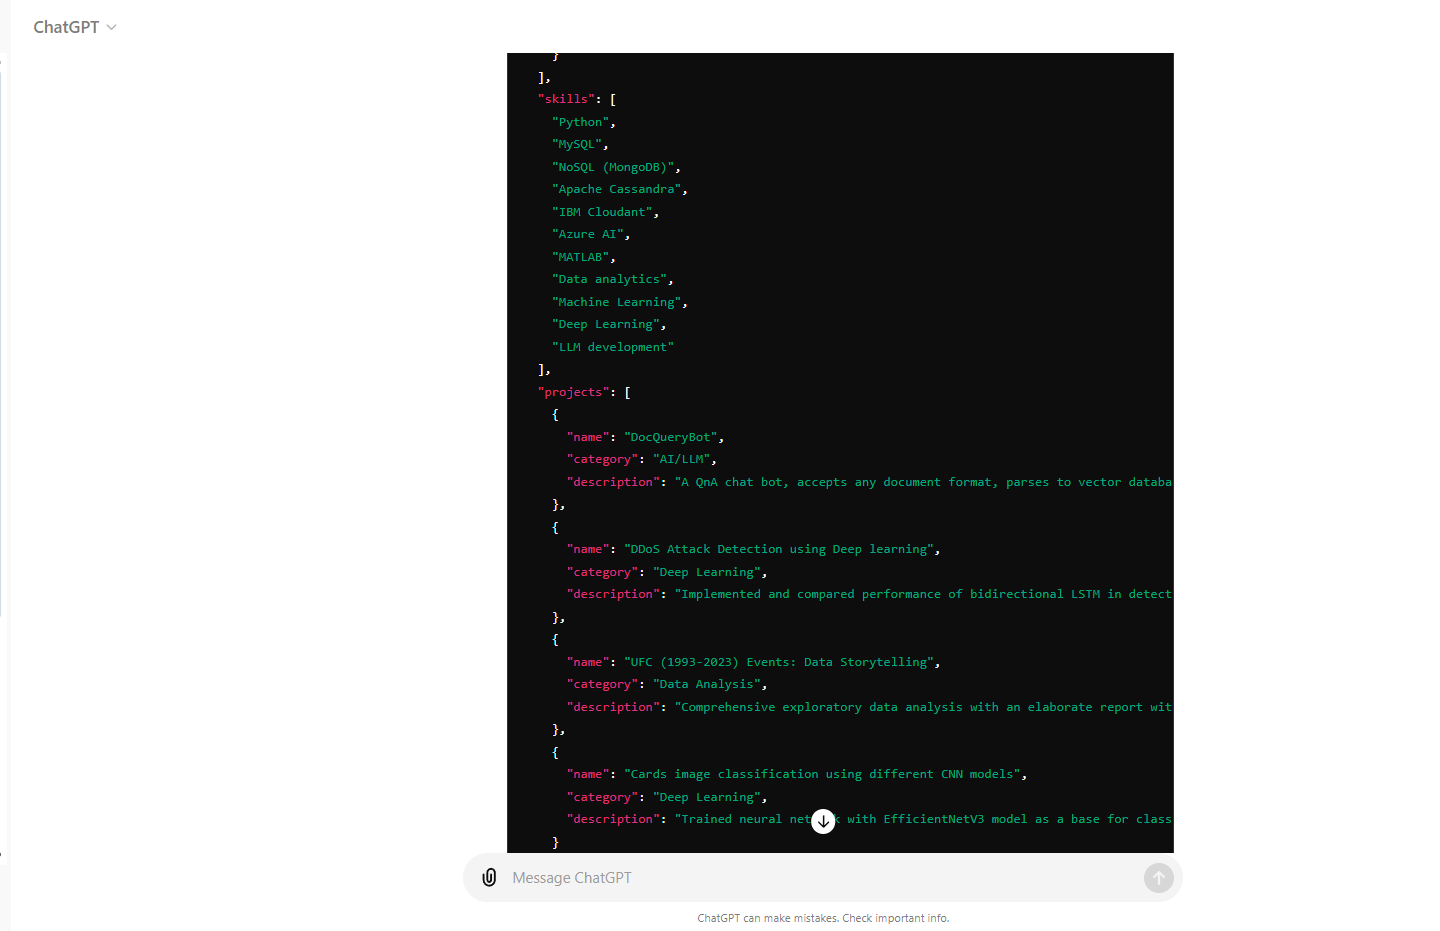 ChatGPT
}
],
"skills": [
"Python",
"MySQL",
"NoSQL (MongoDB)",
"Apache Cassandra",
"IBM Cloudant",
"Azure AI",
"MATLAB",
"Data analytics",
"Machine Learning",
"Deep Learning",
"LLM development"
],
"projects": [
{
"name": "DocQueryBot",
"category": "AI/LLM",
"description": "A QnA chat bot, accepts any document format, parses to vector databa
},
{
"name": "DDoS Attack Detection using Deep learning",
"category": "Deep Learning",
"description": "Implemented and compared performance of bidirectional LSTM in detect
},
{
"name": "UFC (1993-2023) Events: Data Storytelling",
"category": "Data Analysis",
"description": "Comprehensive exploratory data analysis with an elaborate report wit
},
{
"name": "Cards image classification using different CNN models",
"category": "Deep Learning",
"description": "Trained neural net k with EfficientNetV3 model as a base for class
}
Message ChatGPT
ChatGPT can make mistakes. Check important info.